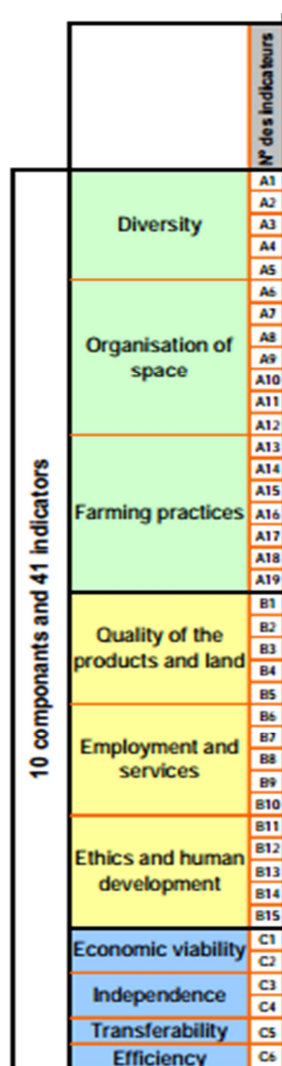 N° des indicateurs
10 componants and 41 indicators
Diversity
A1
A2
A3
A4
A5
Organisation of
space
A6
A7
A8
A9
A10
A11
A12
Farming practices
A13
A14
A15
A16
A17
A18
A19
Quality of the
products and land
B1
B2
B3
B4
B5
Employment and
services
B6
B7
B8
B9
B10
Ethics and human
development
B11
B12
B13
B14
B15
Economic viability
C1
C2
Independence
C3
C4
Transferability
C5
Efficiency
C6